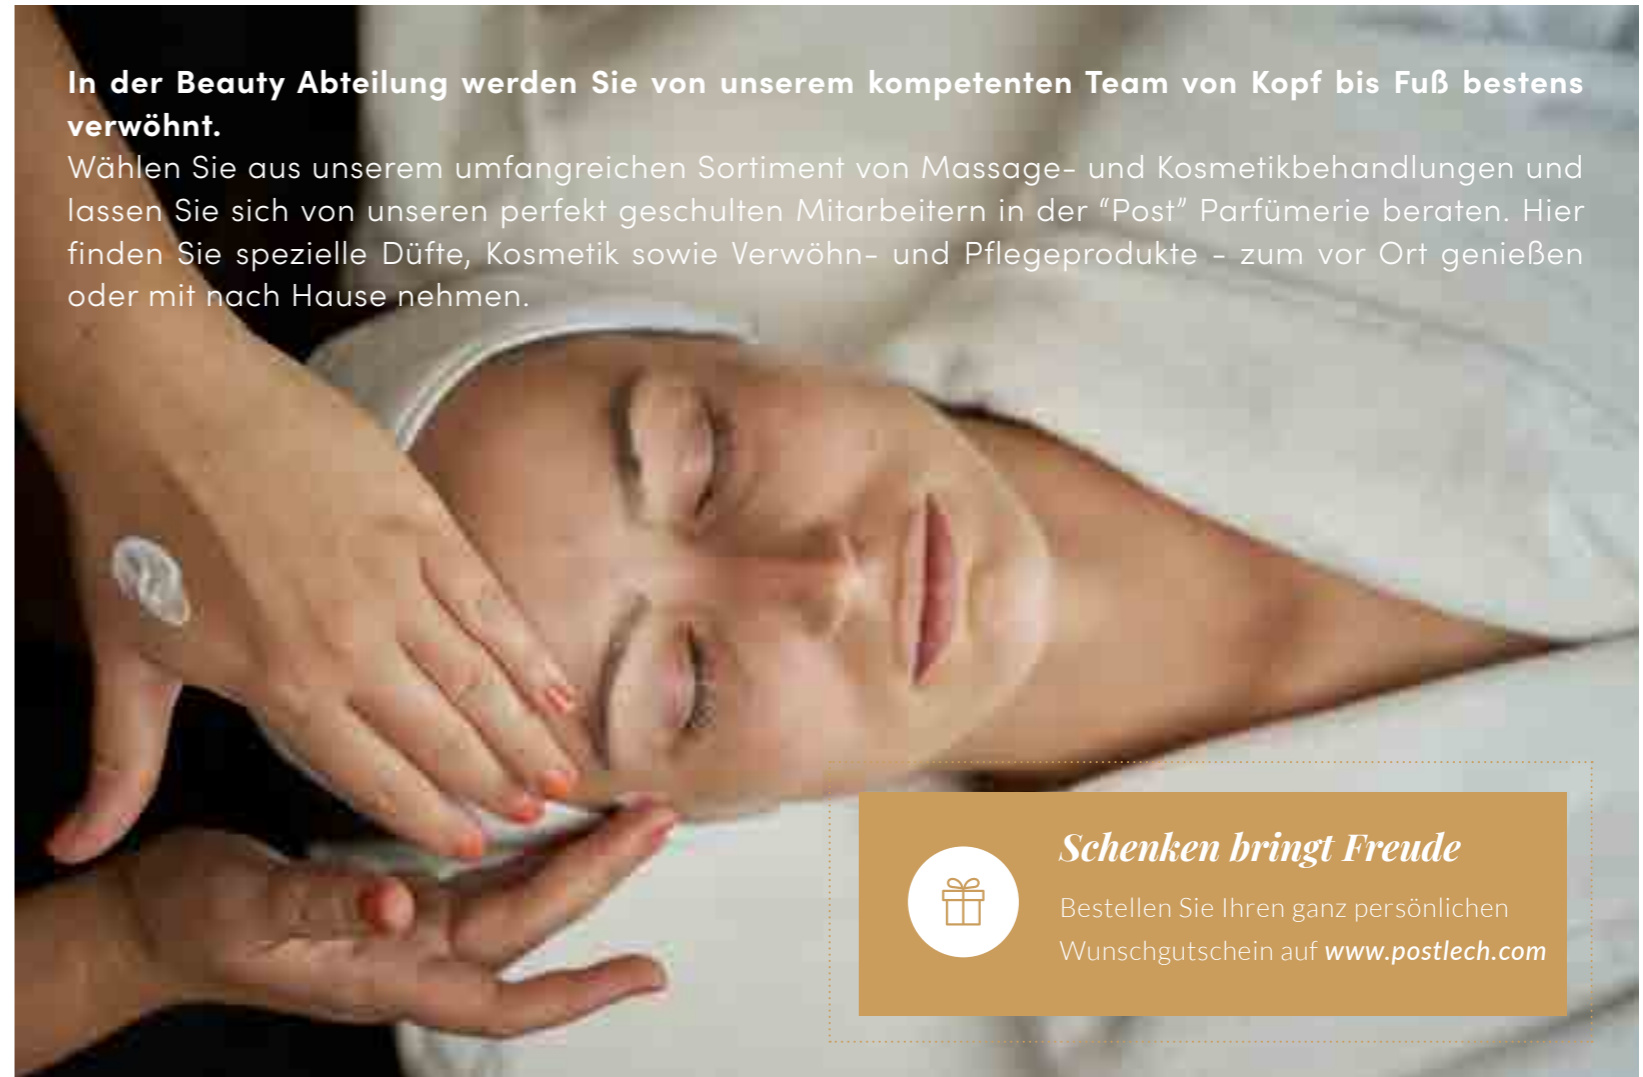 In der Beauty Abteilung werden Sie von unserem kompetenten Team von Kopf bis Fuß bestens
verwöhnt.
Wählen Sie aus unserem umfangreichen Sortiment von Massage- und Kosmetikbehandlungen und
lassen Sie sich von unseren perfekt geschulten Mitarbeitern in der “Post” Parfümerie beraten. Hier
finden Sie spezielle Düfte, Kosmetik sowie Verwöhn- und Pflegeprodukte - zum vor Ort genießen
oder mit nach Hause nehmen.
Schenken bringt Freude
Bestellen Sie Ihren ganz persönlichen
Wunschgutschein auf www.postlech.com